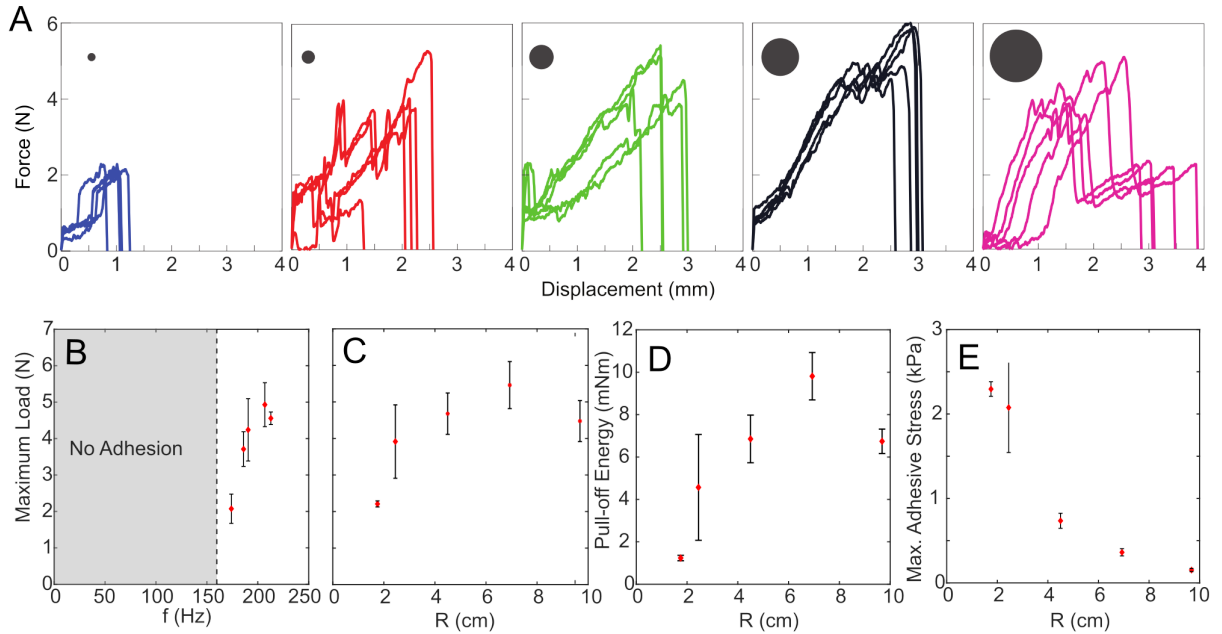 A
6
4
2
0
Force (N)
0 1 2 3 4
0 1 2 3 4
0 1 2 3 4
0 1 2 3 4
0 1 2 3 4
Displacement (mm)
B
7
6
5
4
3
2
1
0
Maximum Load (N)
No Adhesion
0 50 100 150 200 250
f (Hz)
C
0 2 4 6 8 10
R (cm)
D
12
10
8
6
4
2
0
Pull-off Energy (mNm)
0 2 4 6 8 10
R (cm)
E
3
2
1
0
Max. Adhesive Stress (kPa)
0 2 4 6 8 10
R (cm)